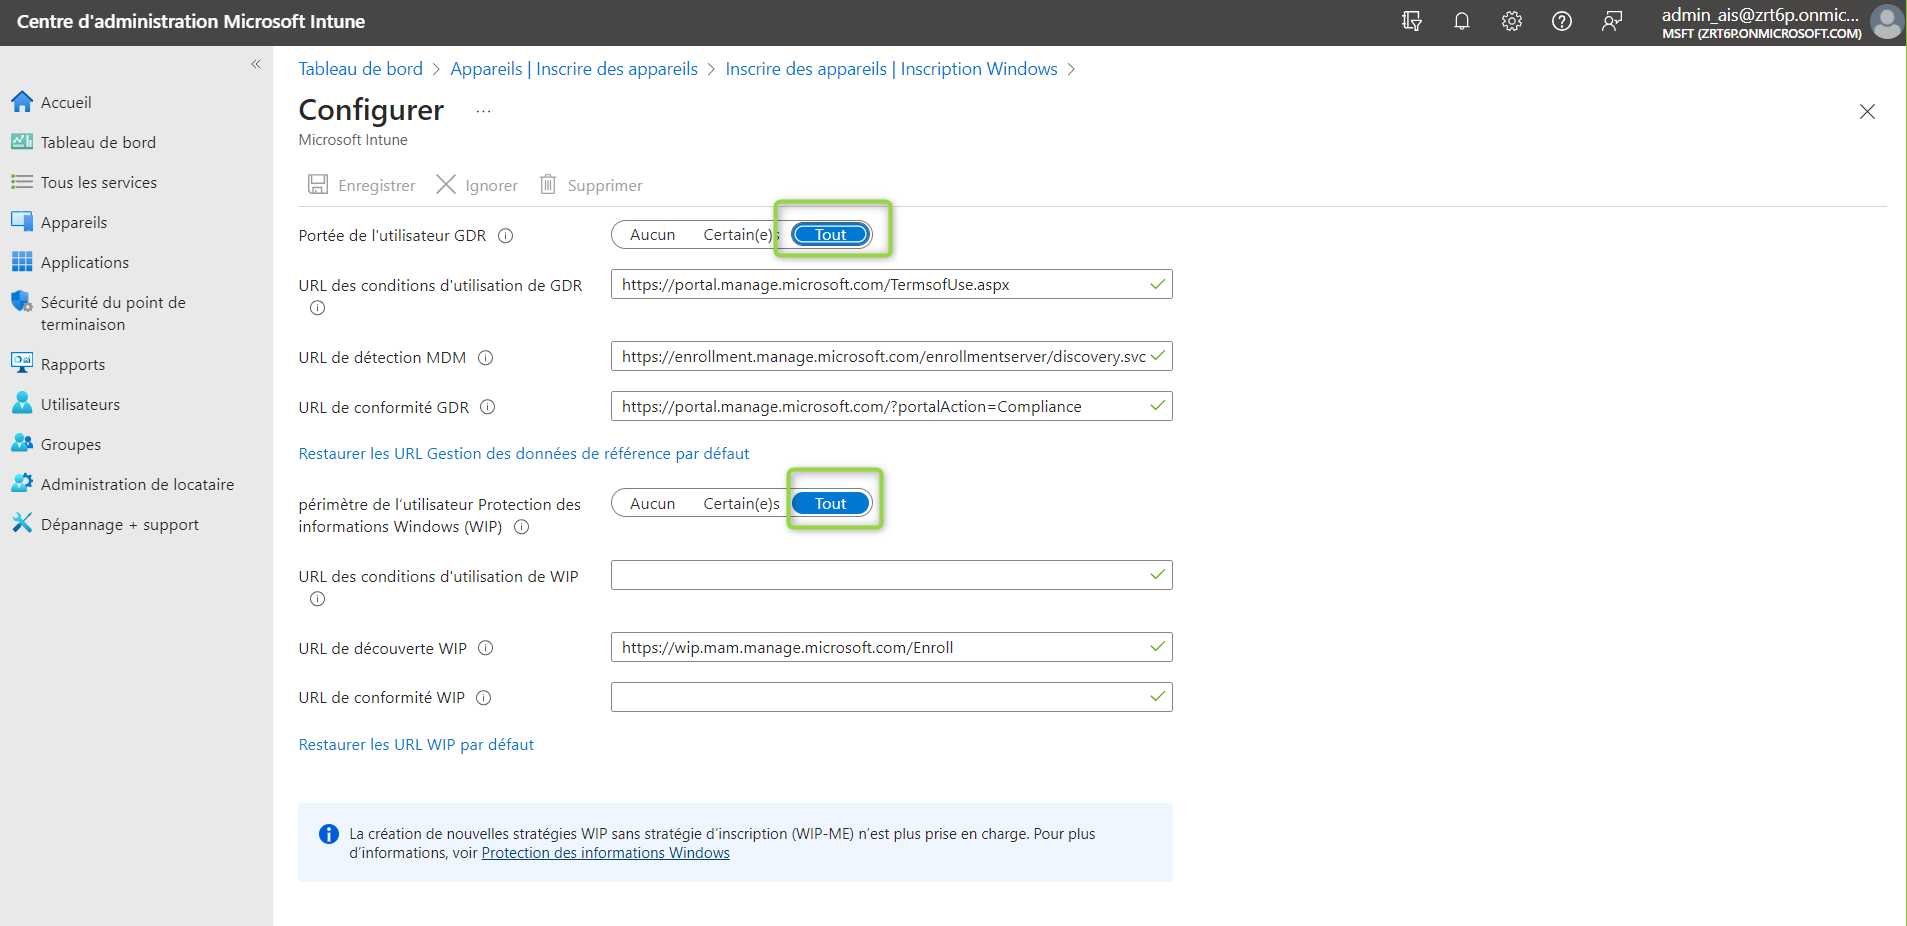 Centre d'administration Microsoft Intune
admin_ais@zrt6p.onmic...
MSFT (ZRT6P.ONMICROSOFT.COM)
Accueil
Tableau de bord
Tous les services
Appareils
Applications
Sécurité du point de
terminaison
Rapports
Utilisateurs
Groupes
Administration de locataire
Dépannage + support
Tableau de bord > Appareils | Inscrire des appareils > Inscrire des appareils | Inscription Windows >
Configurer ...
Microsoft Intune
Enregistrer Ignorer Supprimer
Portée de l'utilisateur GDR Aucun Certain(e)s Tout
URL des conditions d'utilisation de GDR https://portal.manage.microsoft.com/TermsofUse.aspx
URL de détection MDM https://enrollment.manage.microsoft.com/enrollmentserver/discovery.svc
URL de conformité GDR https://portal.manage.microsoft.com/?portalAction=Compliance
Restaurer les URL Gestion des données de référence par défaut
périmètre de l’utilisateur Protection des
informations Windows (WIP) Aucun Certain(e)s Tout
URL des conditions d'utilisation de WIP
URL de découverte WIP https://wip.mam.manage.microsoft.com/Enroll
URL de conformité WIP
Restaurer les URL WIP par défaut
La création de nouvelles stratégies WIP sans stratégie d’inscription (WIP-ME) n’est plus prise en charge. Pour plus
d’informations, voir Protection des informations Windows